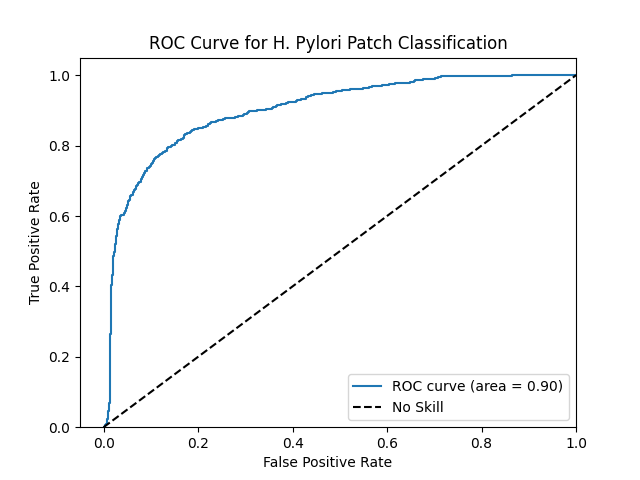 ROC Curve for H. Pylori Patch Classification
1.0
0.8
0.6
0.4
0.2
0.0
True Positive Rate
ROC curve (area = 0.90)
No Skill
0.0 0.2 0.4 0.6 0.8 1.0
False Positive Rate